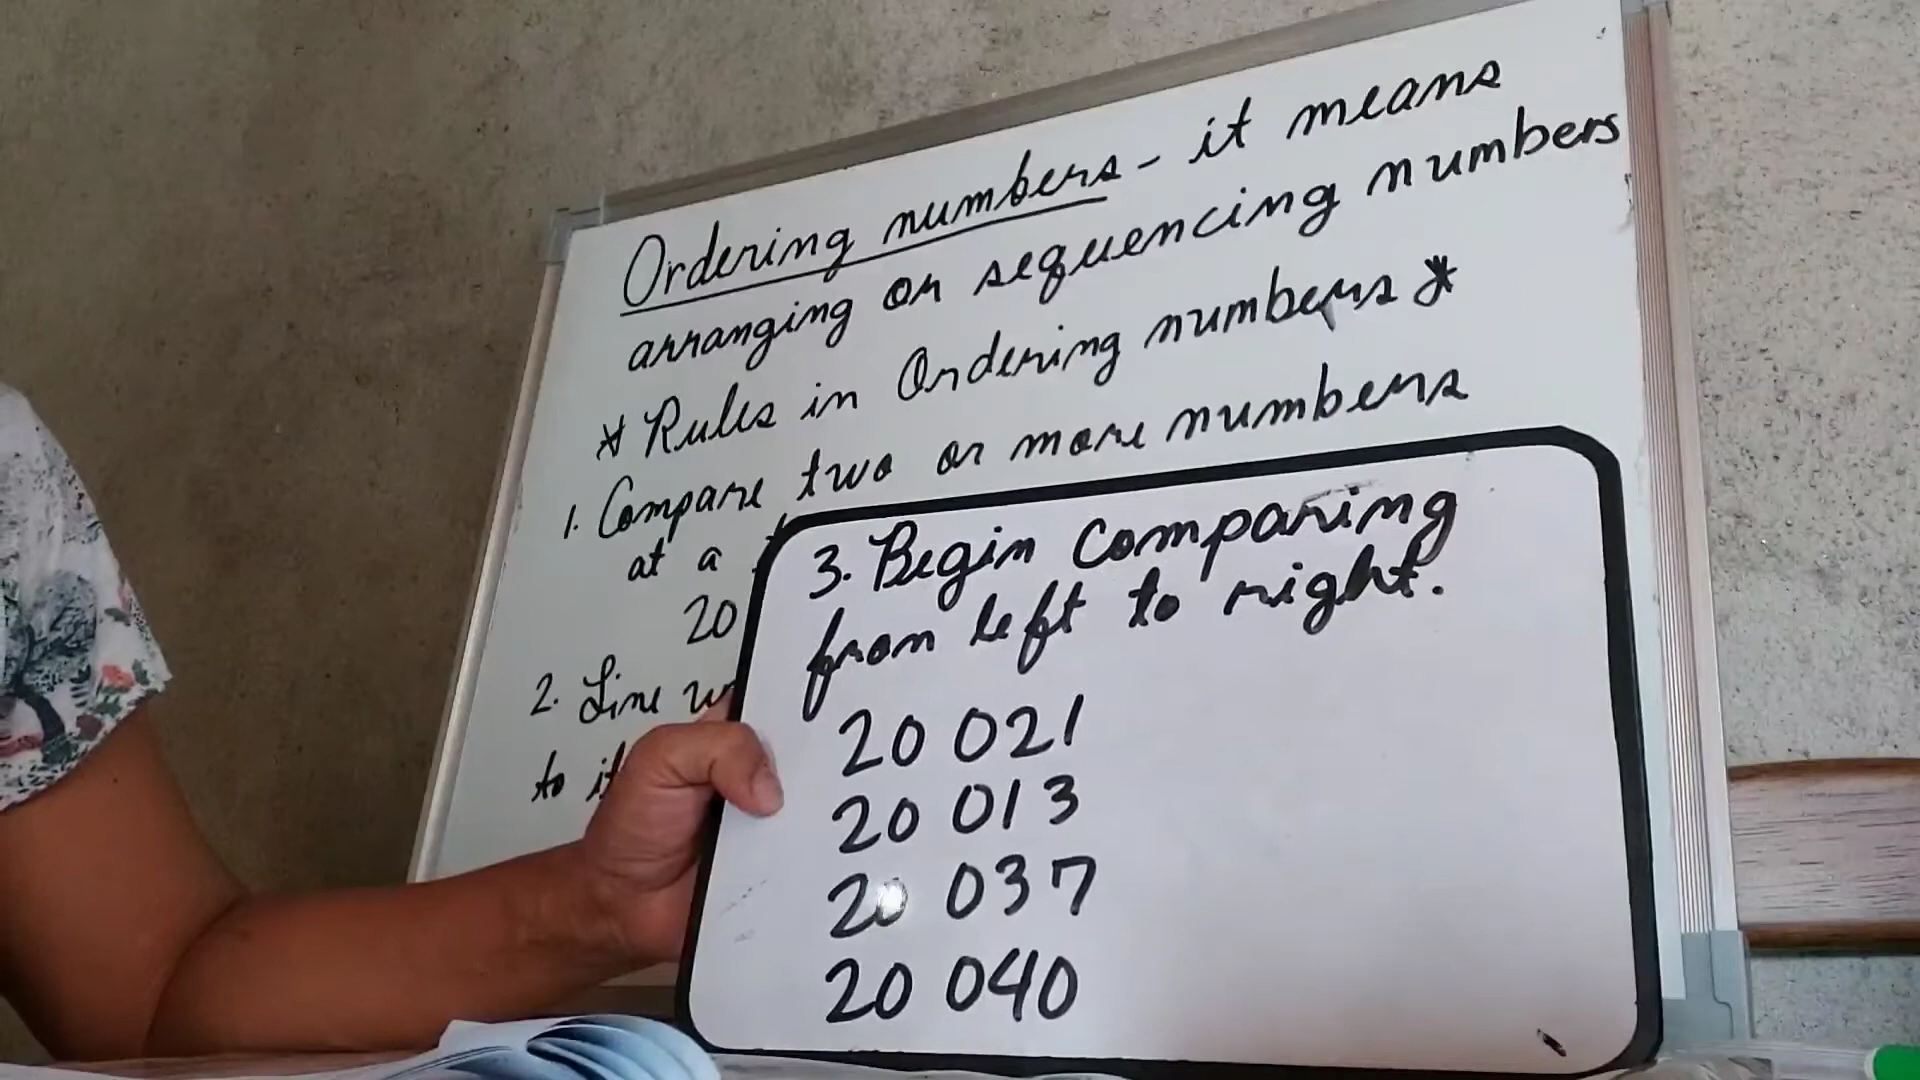 Ordering numbers - it means
arranging or sequencing numbers
* Rules in Ordering numbers *
1. Compare two or more numbers
at a
20
2. Line
to
3. Begin Comparing
from left to right.
20 021
20 013
20 037
20 040